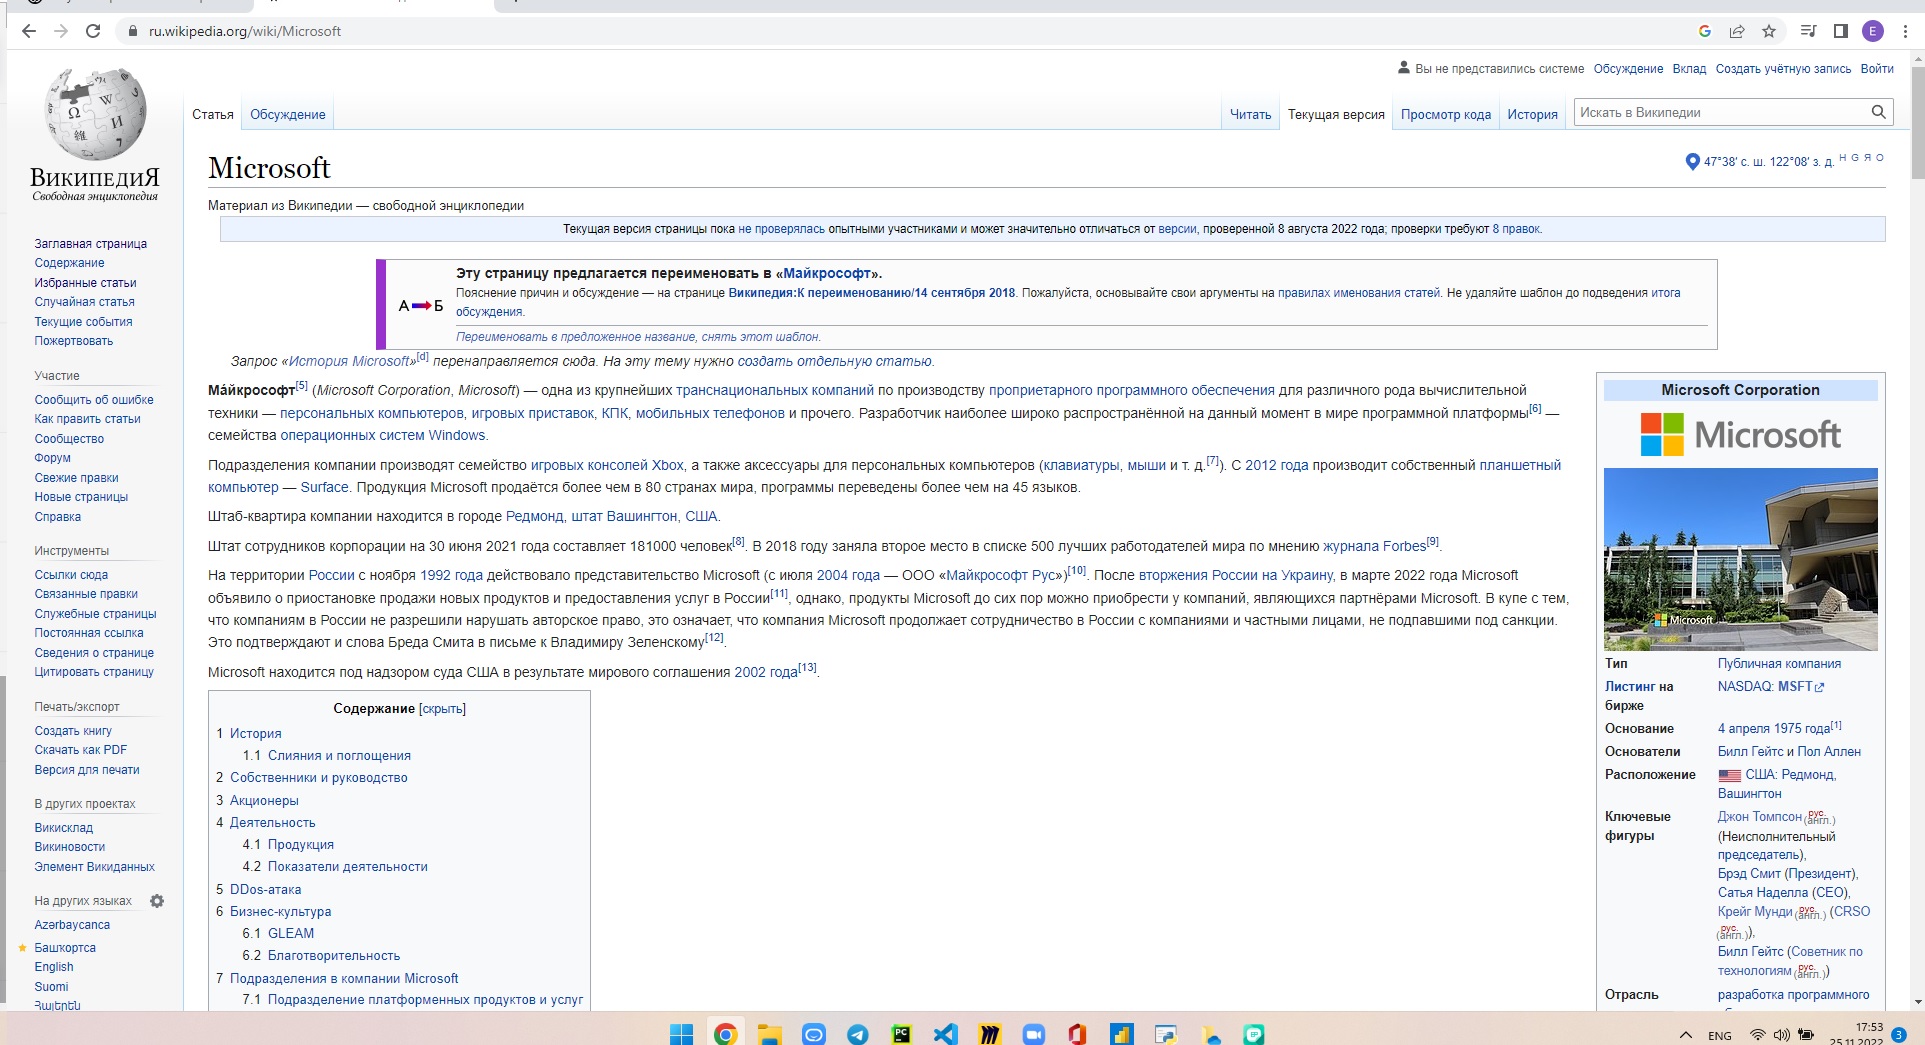 ru.wikipedia.org/wiki/Microsoft
E
Вы не представились системе Обсуждение Вклад Создать учётную запись Войти
Статья Обсуждение Читать Текущая версия Просмотр кода История Искать в Википедии
ВИКИПЕДИЯ
Свободная энциклопедия
Заглавная страница
Содержание
Избранные статьи
Случайная статья
Текущие события
Пожертвовать
Участие
Сообщить об ошибке
Как править статьи
Сообщество
Форум
Свежие правки
Новые страницы
Справка
Инструменты
Ссылки сюда
Связанные правки
Служебные страницы
Постоянная ссылка
Сведения о странице
Цитировать страницу
Печать/экспорт
Создать книгу
Скачать как PDF
Версия для печати
В других проектах
Викисклад
Викиновости
Элемент Викиданных
На других языках
Azərbaycanca
Башҡортса
English
Suomi
Հայերեն
Microsoft
47°38′ с. ш. 122°08′ з. д. H G Я O
Материал из Википедии — свободной энциклопедии
Текущая версия страницы пока не проверялась опытными участниками и может значительно отличаться от версии, проверенной 8 августа 2022 года; проверки требуют 8 правок.
А Б
Эту страницу предлагается переименовать в «Майкрософт».
Пояснение причин и обсуждение — на странице Википедия:К переименованию/14 сентября 2018. Пожалуйста, основывайте свои аргументы на правилах именования статей. Не удаляйте шаблон до подведения итога
обсуждения.
Переименовать в предложенное название, снять этот шаблон.
Запрос «История Microsoft»[d] перенаправляется сюда. На эту тему нужно создать отдельную статью.
Ма́йкрософт[5] (Microsoft Corporation, Microsoft) — одна из крупнейших транснациональных компаний по производству проприетарного программного обеспечения для различного рода вычислительной
техники — персональных компьютеров, игровых приставок, КПК, мобильных телефонов и прочего. Разработчик наиболее широко распространённой на данный момент в мире программной платформы[6] —
семейства операционных систем Windows.
Подразделения компании производят семейство игровых консолей Xbox, а также аксессуары для персональных компьютеров (клавиатуры, мыши и т. д.[7]). С 2012 года производит собственный планшетный
компьютер — Surface. Продукция Microsoft продаётся более чем в 80 странах мира, программы переведены более чем на 45 языков.
Штаб-квартира компании находится в городе Редмонд, штат Вашингтон, США.
Штат сотрудников корпорации на 30 июня 2021 года составляет 181000 человек[8]. В 2018 году заняла второе место в списке 500 лучших работодателей мира по мнению журнала Forbes[9].
На территории России с ноября 1992 года действовало представительство Microsoft (с июля 2004 года — ООО «Майкрософт Рус»)[10]. После вторжения России на Украину, в марте 2022 года Microsoft
объявило о приостановке продажи новых продуктов и предоставления услуг в России[11], однако, продукты Microsoft до сих пор можно приобрести у компаний, являющихся партнёрами Microsoft. В купе с тем,
что компаниям в России не разрешили нарушать авторское право, это означает, что компания Microsoft продолжает сотрудничество в России с компаниями и частными лицами, не подпавшими под санкции.
Это подтверждают и слова Бреда Смита в письме к Владимиру Зеленскому[12].
Microsoft находится под надзором суда США в результате мирового соглашения 2002 года[13].
Содержание [скрыть]
1 История
1.1 Слияния и поглощения
2 Собственники и руководство
3 Акционеры
4 Деятельность
4.1 Продукция
4.2 Показатели деятельности
5 DDos-атака
6 Бизнес-культура
6.1 GLEAM
6.2 Благотворительность
7 Подразделения в компании Microsoft
7.1 Подразделение платформенных продуктов и услуг
Microsoft Corporation
Microsoft
Microsoft
Тип Публичная компания
Листинг на бирже NASDAQ: MSFT
Основание 4 апреля 1975 года[1]
Основатели Билл Гейтс и Пол Аллен
Расположение США: Редмонд,
Вашингтон
Ключевые фигуры Джон Томпсон рус. (англ.)
(Неисполнительный
председатель),
Брэд Смит (Президент),
Сатья Наделла (CEO),
Крейг Мунди рус. (англ.) (CRSO
рус. (англ.)),
Билл Гейтс (Советник по
технологиям рус. (англ.))
Отрасль разработка программного
ENG
17:53
25.11.2022
3